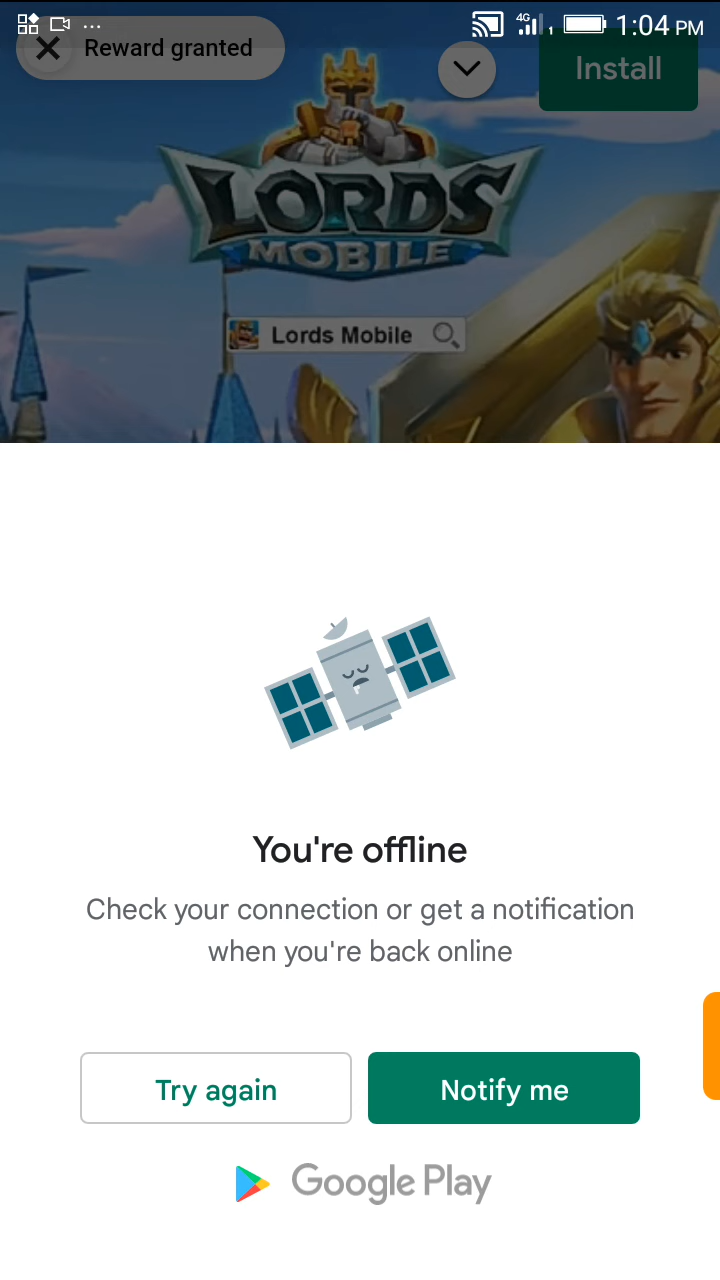 4G
1
1:04 PM
Reward granted
Install
LORDS
MOBILE
Lords Mobile
You're offline
Check your connection or get a notification
when you're back online
Try again
Notify me
Google Play